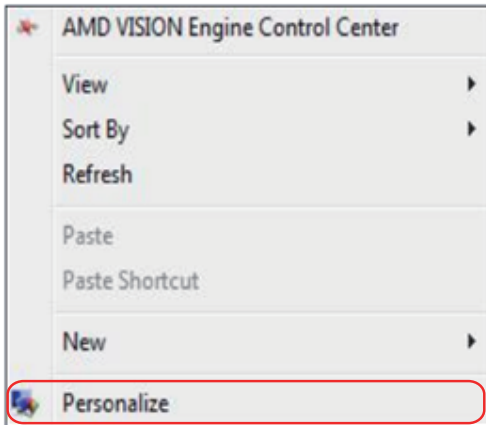 AMD VISION Engine Control Center
View
Sort By
Refresh
Paste
Paste Shortcut
New
Personalize